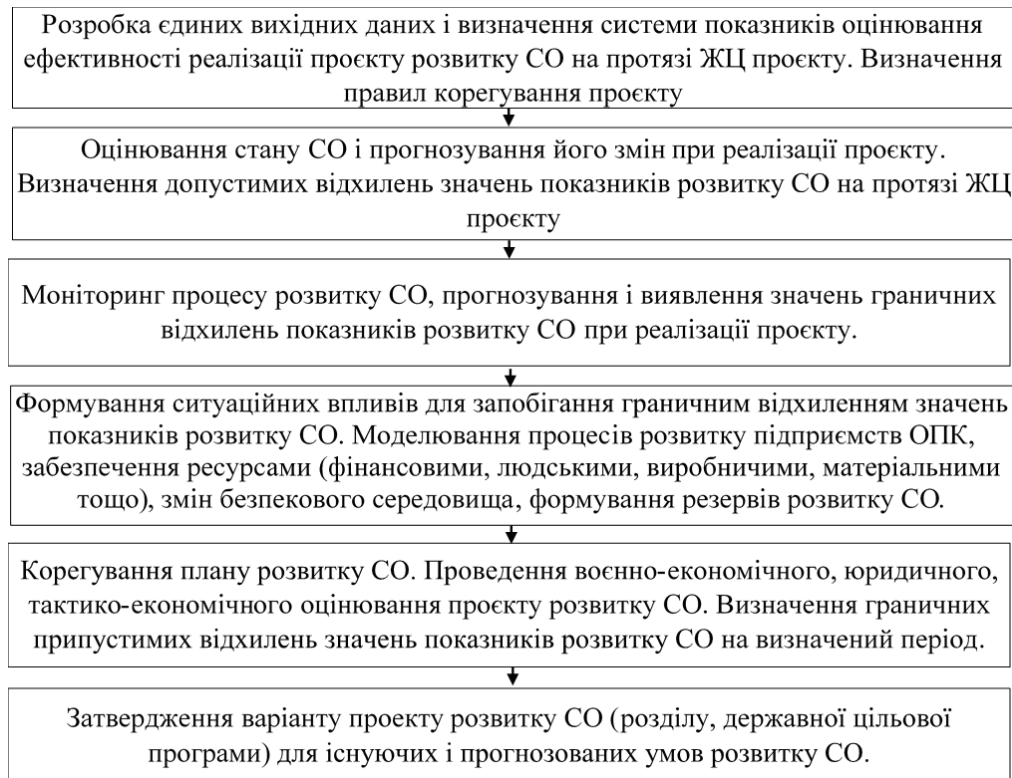 Розробка єдиних вихідних даних і визначення системи показників оцінювання
ефективності реалізації проєкту розвитку СО на протязі ЖЦ проєкту. Визначення
правил корегування проєкту
Оцінювання стану СО і прогнозування його змін при реалізації проєкту.
Визначення допустимих відхилень значень показників розвитку СО на протязі ЖЦ
проєкту
Моніторинг процесу розвитку СО, прогнозування і виявлення значень граничних
відхилень показників розвитку СО при реалізації проєкту.
Формування ситуаційних впливів для запобігання граничним відхиленням значень
показників розвитку СО. Моделювання процесів розвитку підприємств ОПК,
забезпечення ресурсами (фінансовими, людськими, виробничими, матеріальними
тощо), змін безпекового середовища, формування резервів розвитку СО.
Корегування плану розвитку СО. Проведення воєнно-економічного, юридичного,
тактико-економічного оцінювання проєкту розвитку СО. Визначення граничних
припустимих відхилень значень показників розвитку СО на визначений період.
Затвердження варіанту проекту розвитку СО (розділу, державної цільової
програми) для існуючих і прогнозованих умов розвитку СО.